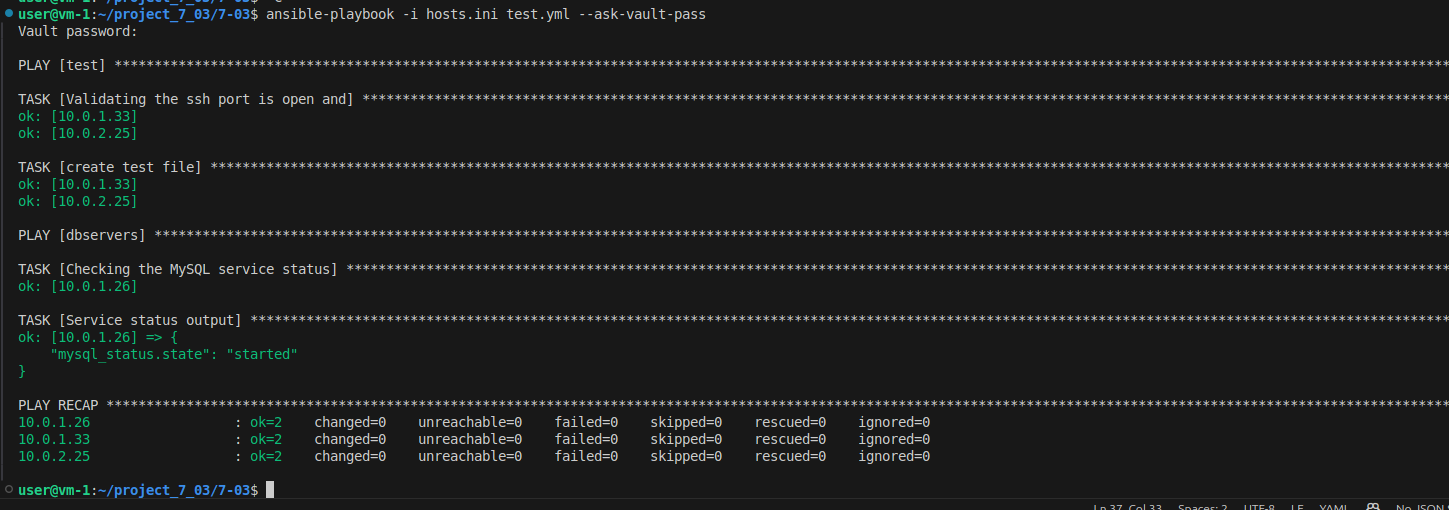 user@vm-1:~/project_7_03/7-03$ ansible-playbook -i hosts.ini test.yml --ask-vault-pass
Vault password:
PLAY [test] ****************************************************************************************************************************************************************
TASK [Validating the ssh port is open and] *****************************************************************************************************************************************
ok: [10.0.1.33]
ok: [10.0.2.25]
TASK [create test file] ************************************************************************************************************************************************************
ok: [10.0.1.33]
ok: [10.0.2.25]
PLAY [dbservers] *******************************************************************************************************************************************************************
TASK [Checking the MySQL service status] *******************************************************************************************************************************************
ok: [10.0.1.26]
TASK [Service status output] *******************************************************************************************************************************************************
ok: [10.0.1.26] => {
    "mysql_status.state": "started"
}
PLAY RECAP *************************************************************************************************************************************************************************
10.0.1.26                  : ok=2    changed=0    unreachable=0    failed=0    skipped=0    rescued=0    ignored=0
10.0.1.33                  : ok=2    changed=0    unreachable=0    failed=0    skipped=0    rescued=0    ignored=0
10.0.2.25                  : ok=2    changed=0    unreachable=0    failed=0    skipped=0    rescued=0    ignored=0
user@vm-1:~/project_7_03/7-03$
Ln 37, Col 33 Spaces: 2 UTF-8 LF YAML No JSON